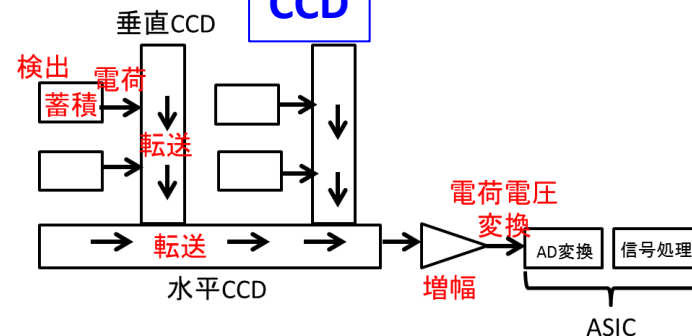 CCD
垂直CCD
検出
電荷
蓄積
転送
電荷電圧
変換
転送
AD変換
信号処理
水平CCD
増幅
ASIC